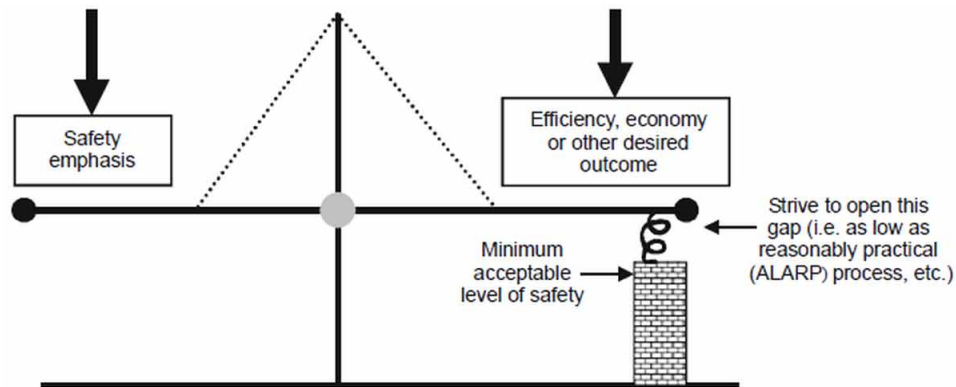 Safety
emphasis
Efficiency, economy
or other desired
outcome
Minimum
acceptable
level of safety
Strive to open this
gap (i.e. as low as
reasonably practical
(ALARP) process, etc.)